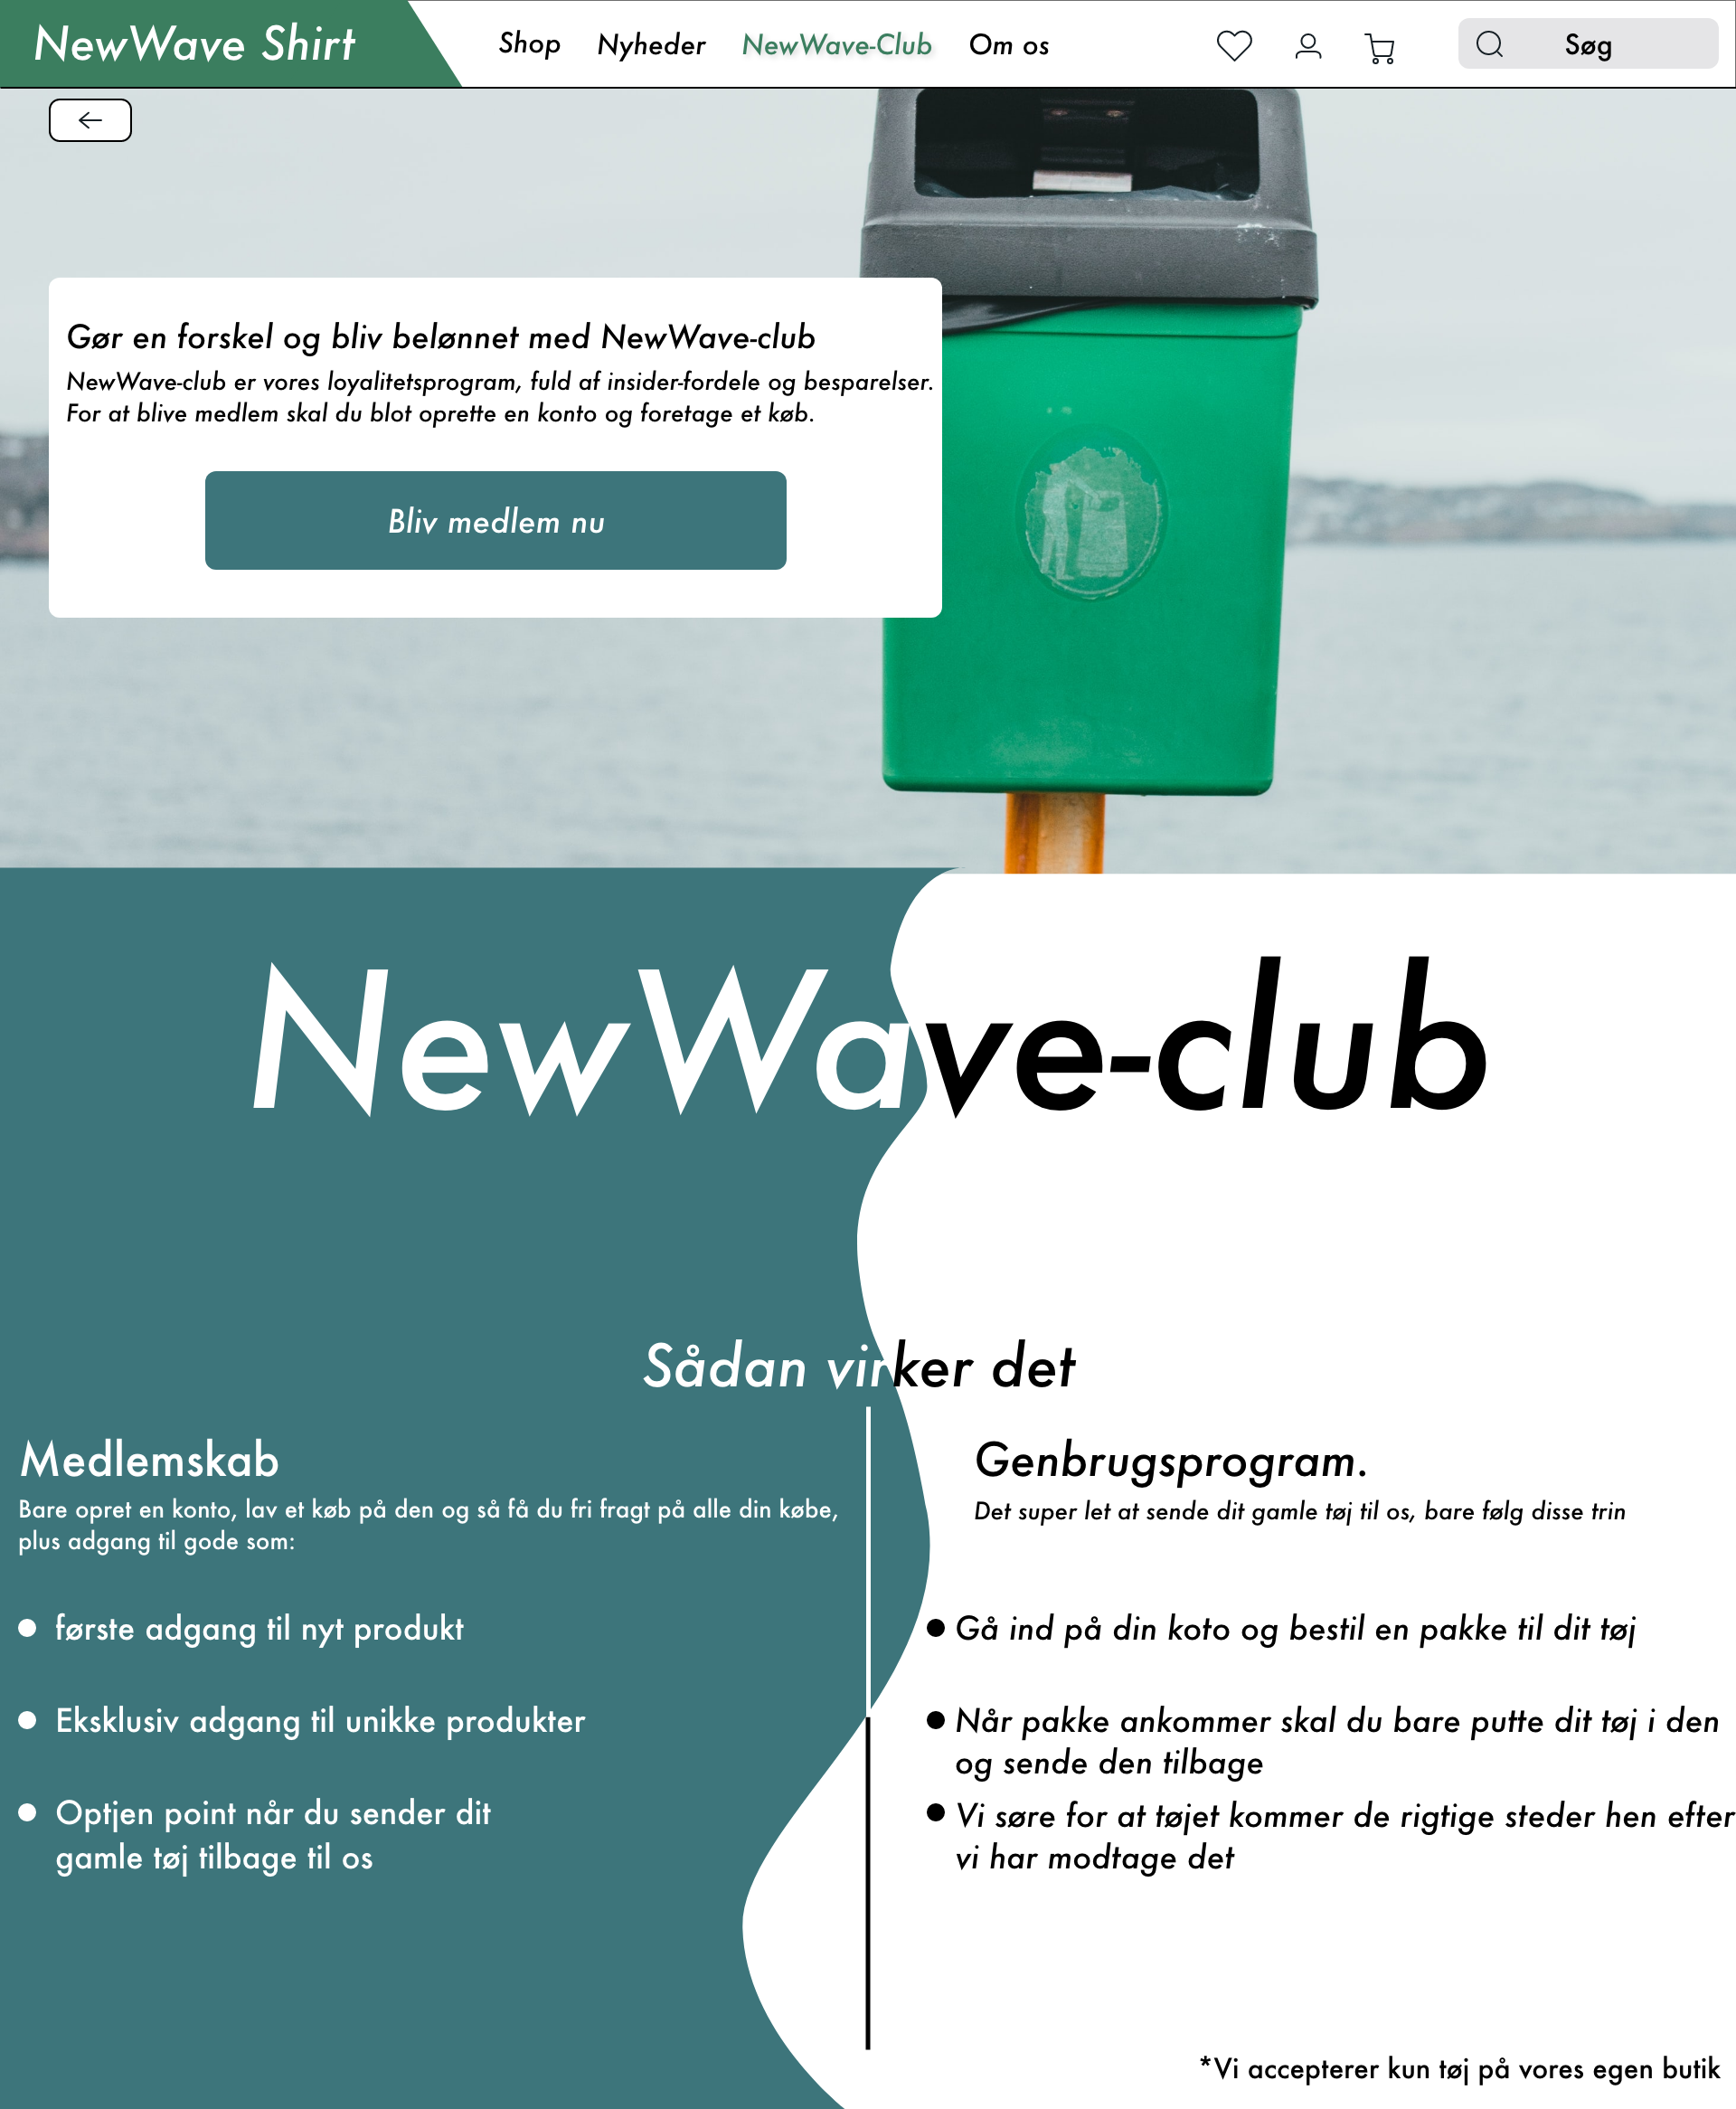 NewWave Shirt
Shop Nyheder NewWave-Club Om os Søg
Gør en forskel og bliv belønnet med NewWave-club
NewWave-club er vores loyalitetsprogram, fuld af insider-fordele og besparelser.
For at blive medlem skal du blot oprette en konto og foretage et køb.
Bliv medlem nu
NewWave-club
Sådan virker det
Medlemskab
Bare opret en konto, lav et køb på den og så få du fri fragt på alle din købe,
plus adgang til gode som:
første adgang til nyt produkt
Eksklusiv adgang til unikke produkter
Optjen point når du sender dit
gamle tøj tilbage til os
Genbrugsprogram.
Det super let at sende dit gamle tøj til os, bare følg disse trin
Gå ind på din koto og bestil en pakke til dit tøj
Når pakke ankommer skal du bare putte dit tøj i den
og sende den tilbage
Vi søre for at tøjet kommer de rigtige steder hen efter
vi har modtage det
*Vi accepterer kun tøj på vores egen butik